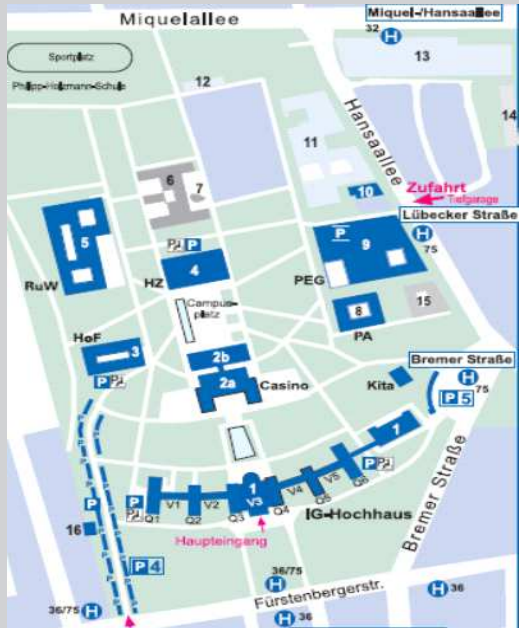 Miquelallee
Miquel-/Hansaallee
32 H
Sportplatz
Philipp-Holzmann-Schule
12
13
14
Hansaallee
11
6
7
10
Zufahrt
Tiefgarage
Lübecker Straße
H
75
5
P
P
4
9
RuW
HZ
PEG
Campus-
platz
8
15
PA
HoF
3
2b
Bremer Straße
P
2a
Casino
Kita
H
75
P 5
1
Bremer Straße
P
P
P
1
V1
V2
V3
V4
V5
Q1
Q2
Q3
Q4
Q5
Q6
IG-Hochhaus
16
Haupteingang
P 4
36/75
H
Fürstenbergerstr.
H 36
36/75 H
H 36